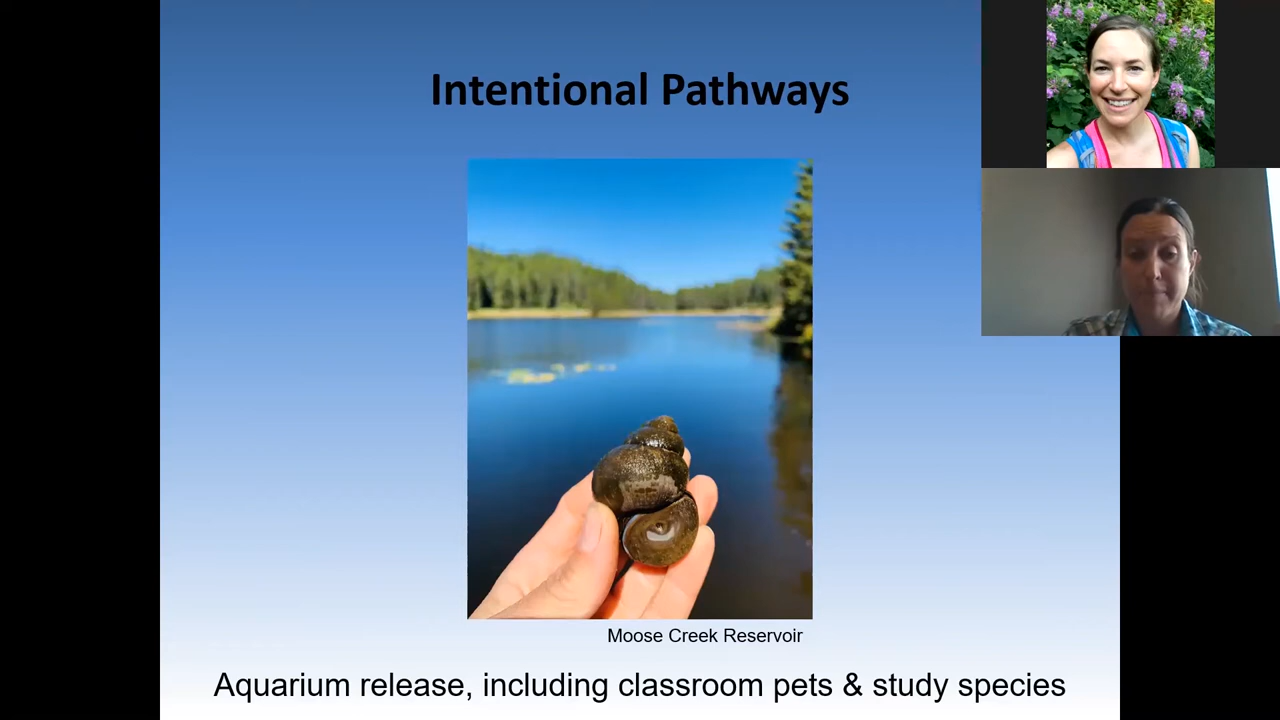 Intentional Pathways
Moose Creek Reservoir
Aquarium release, including classroom pets & study species